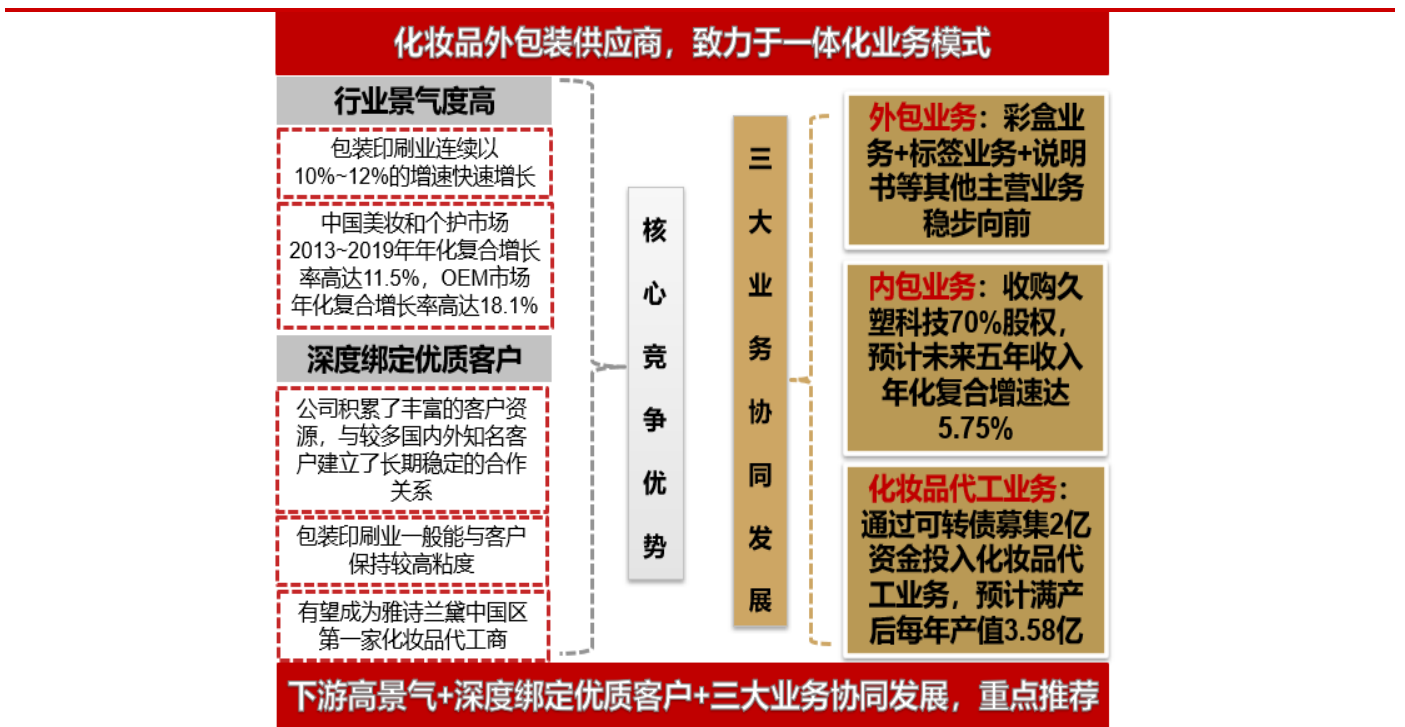 化妆品外包装供应商，致力于一体化业务模式
行业景气度高
包装印刷业连续以
10%~12%的增速快速增长
中国美妆和个护市场
2013~2019年年化复合增长
率高达11.5%，OEM市场
年化复合增长率高达18.1%
深度绑定优质客户
公司积累了丰富的客户资
源，与较多国内外知名客
户建立了长期稳定的合作
关系
包装印刷业一般能与客户
保持较高粘度
有望成为雅诗兰黛中国区
第一家化妆品代工商
核心竞争优势
三大业务协同发展
外包业务：彩盒业
务+标签业务+说明
书等其他主营业务
稳步向前
内包业务：收购久
塑科技70%股权，
预计未来五年收入
年化复合增速达
5.75%
化妆品代工业务：
通过可转债募集2亿
资金投入化妆品代
工业务，预计满产
后每年产值3.58亿
下游高景气+深度绑定优质客户+三大业务协同发展，重点推荐